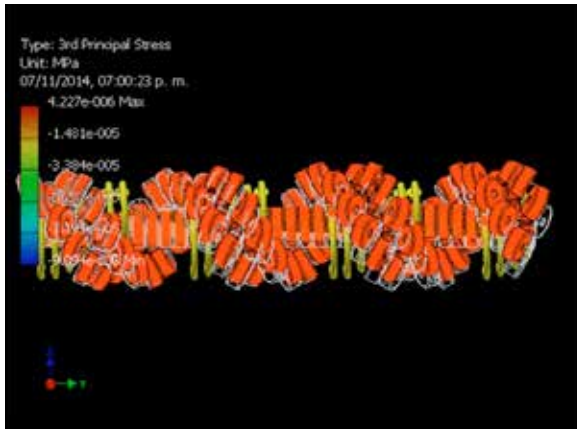 Type: 3rd Principal Stress
Unit: MPa
07/11/2014, 07:00:23 p. m.
4.227e-006 Max
-1.481e-005
-3.384e-005